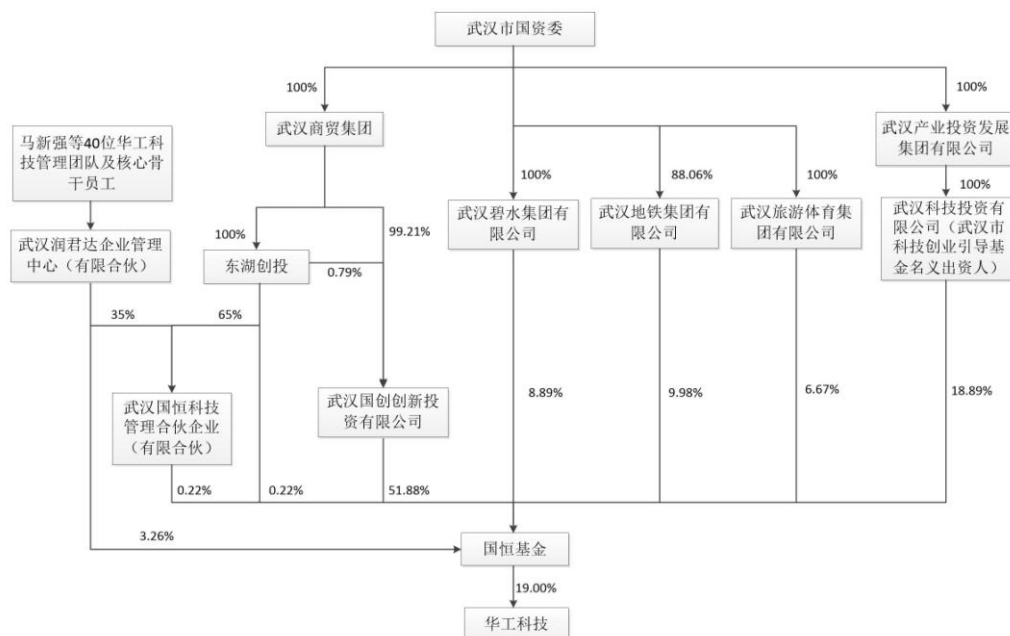 武汉市国资委
100%
100%
武汉商贸集团
武汉产业投资发展
集团有限公司
马新强等40位华工科
技管理团队及核心骨
干员工
100%
88.06%
100%
100%
武汉碧水集团有
限公司
武汉地铁集团有
限公司
武汉旅游体育集
团有限公司
武汉科技投资有
限公司（武汉市
科技创业引导基
金名义出资人）
武汉润君达企业管理
中心（有限合伙）
100%
99.21%
东湖创投
0.79%
35%
65%
武汉国恒科技
管理合伙企业
（有限合伙）
武汉国创创新投
资有限公司
8.89%
9.98%
6.67%
18.89%
0.22%
0.22%
51.88%
3.26%
国恒基金
19.00%
华工科技